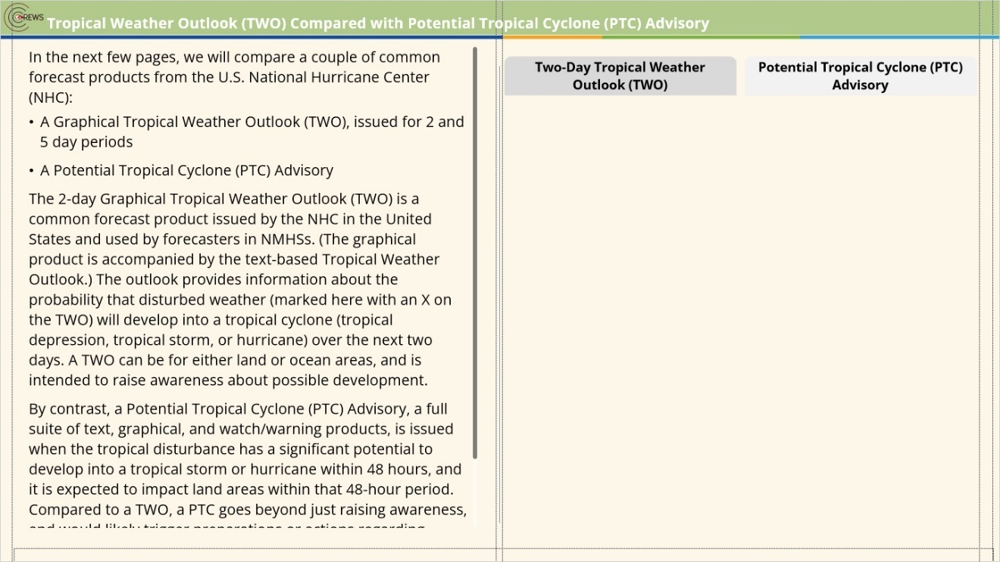 CREWS
Tropical Weather Outlook (TWO) Compared with Potential Tropical Cyclone (PTC) Advisory
In the next few pages, we will compare a couple of common
forecast products from the U.S. National Hurricane Center
(NHC):
• A Graphical Tropical Weather Outlook (TWO), issued for 2 and
5 day periods
• A Potential Tropical Cyclone (PTC) Advisory
The 2-day Graphical Tropical Weather Outlook (TWO) is a
common forecast product issued by the NHC in the United
States and used by forecasters in NMHSs. (The graphical
product is accompanied by the text-based Tropical Weather
Outlook.) The outlook provides information about the
probability that disturbed weather (marked here with an X on
the TWO) will develop into a tropical cyclone (tropical
depression, tropical storm, or hurricane) over the next two
days. A TWO can be for either land or ocean areas, and is
intended to raise awareness about possible development.
By contrast, a Potential Tropical Cyclone (PTC) Advisory, a full
suite of text, graphical, and watch/warning products, is issued
when the tropical disturbance has a significant potential to
develop into a tropical storm or hurricane within 48 hours, and
it is expected to impact land areas within that 48-hour period.
Compared to a TWO, a PTC goes beyond just raising awareness,
and would likely trigger preparations or actions regarding
Two-Day Tropical Weather
Outlook (TWO)
Potential Tropical Cyclone (PTC)
Advisory